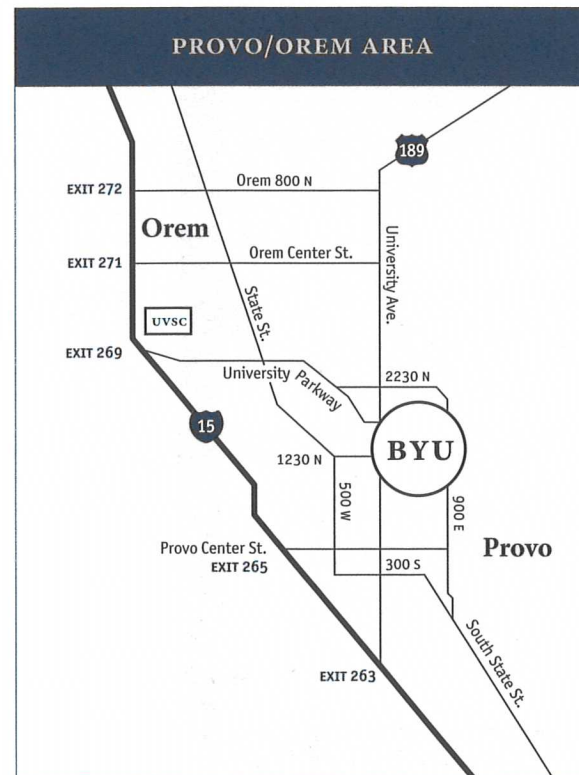 PROVO/OREM AREA
189
Orem 800 N
EXIT 272
Orem
University Ave.
Orem Center St.
EXIT 271
State St.
UVSC
EXIT 269
University Parkway
2230 N
15
BYU
1230 N
500 W
900 E
Provo Center St.
Provo
EXIT 265
300 S
South State St.
EXIT 263